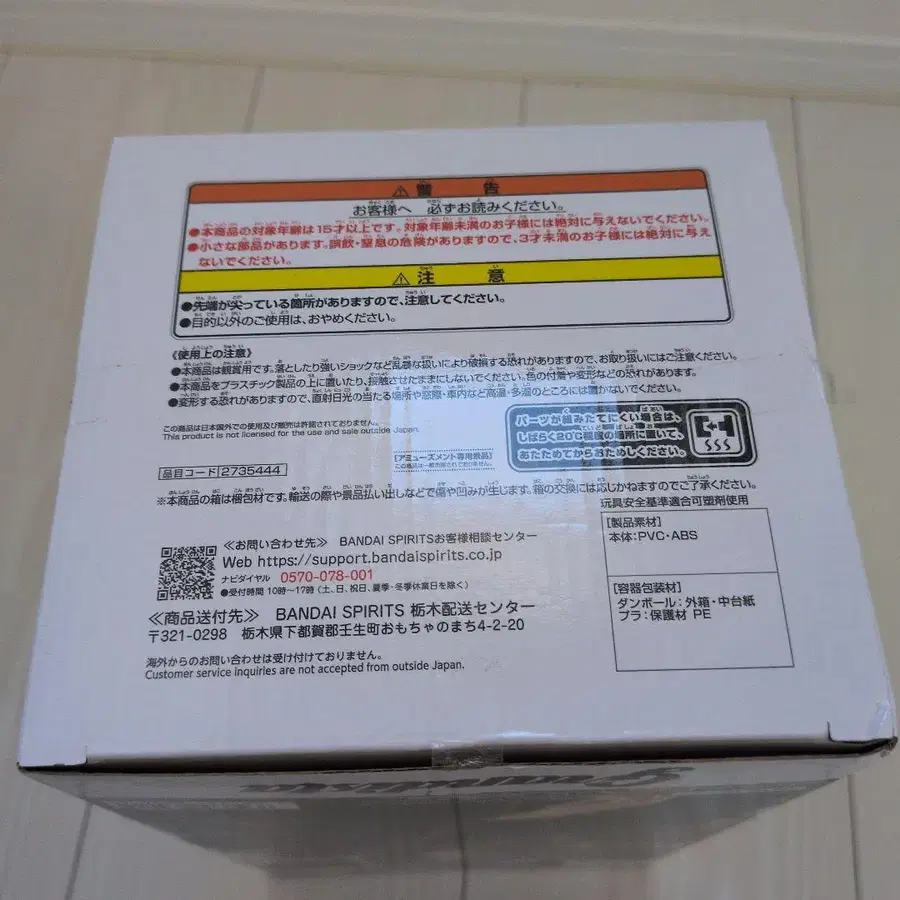 ⚠警 告
お客様へ 必ずお読みください。
●本商品の対象年齢は15才以上です。対象年齢未満のお子様には絶対に与えないでください。
●小さな部品があります。誤飲・窒息の危険がありますので、3才未満のお子様には絶対に与え
ないでください。
⚠注 意
●先端が尖っている箇所がありますので、注意してください。
●目的以外のご使用は、おやめください。
《使用上の注意》
●本商品は観賞用です。落としたり強いショックなど乱暴な扱いにより破損する恐れがありますので、お取り扱いにはご注意ください。
●本商品をプラスチック製品の上に置いたり、接触させたままにしないでください。色の付着や変形などの恐れがあります。
●変形する恐れがありますので、直射日光の当たる場所や窓際・車内など高温・多湿のところには置かないでください。
パーツが組みたてにくい場合は、
しばらく20℃程度の場所に置いて、
あたためてからおためしください。
この商品は日本国外での使用及び販売は許諾されておりません。
This product is not licensed for the use and sale outside Japan.
[アミューズメント専用景品]
この商品は一般市販されておりません。
品目コード 2735444
※本商品の箱は梱包材です。輸送の際や景品払い出しなどで傷や凹みが生じます。箱の交換には応じかねますのでご了承ください。
玩具安全基準適合可塑剤使用
[製品素材]
本体:PVC・ABS
[容器包装材]
ダンボール:外箱・中台紙
プラ:保護材 PE
≪お問い合わせ先≫ BANDAI SPIRITSお客様相談センター
Web https://support.bandaispirits.co.jp
ナビダイヤル 0570-078-001
●受付時間 10時〜17時(土、日、祝日、夏季・冬季休業日を除く)
≪商品送付先≫ BANDAI SPIRITS 栃木配送センター
〒321-0298 栃木県下都賀郡壬生町おもちゃのまち4-2-20
海外からのお問い合わせは受け付けておりません。
Customer service inquiries are not accepted from outside Japan.